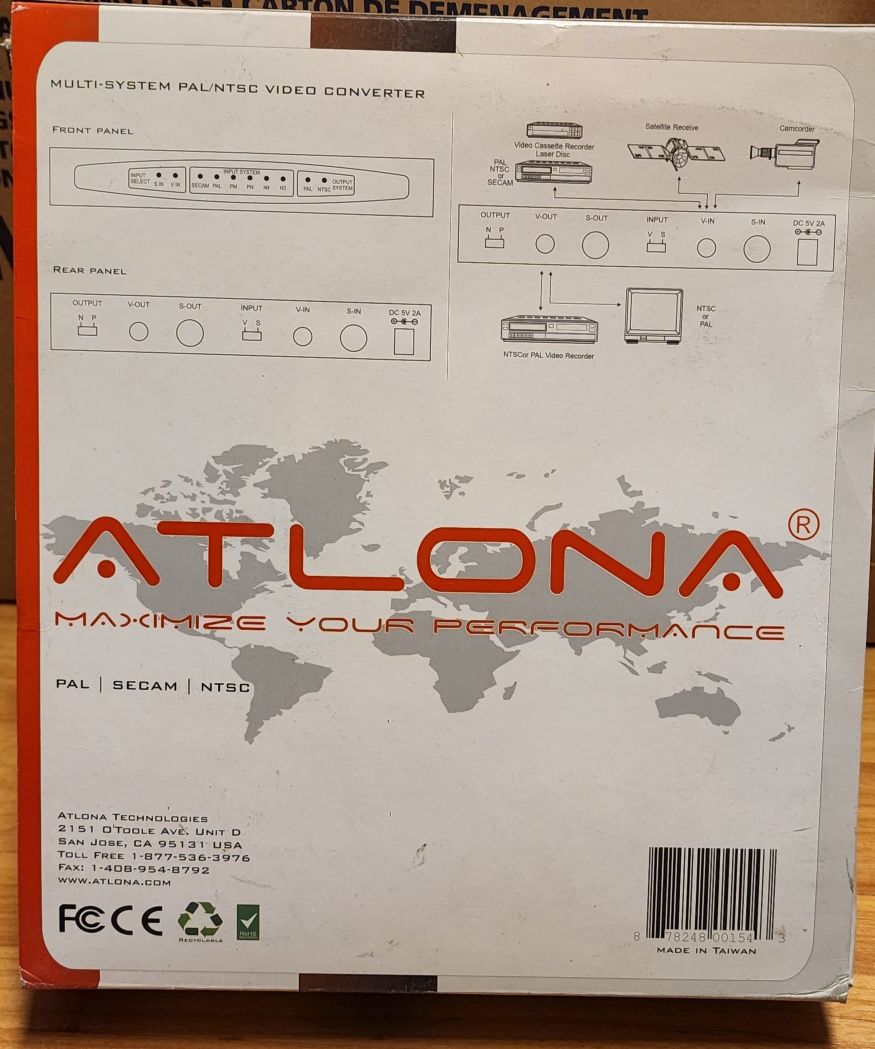 CARTON DE DEMENAGEMENT
MULTI-SYSTEM PAL/NTSC VIDEO CONVERTER
FRONT PANEL
INPUT SELECT
S IN
V IN
INPUT SYSTEM
SECAM
PAL
PM
PN
N4
N3
PAL
NTSC
OUTPUT SYSTEM
REAR PANEL
OUTPUT
N P
V-OUT
S-OUT
INPUT
V S
V-IN
S-IN
DC 5V 2A
Video Cassette Recorder
Laser Disc
PAL
NTSC
or
SECAM
Satellite Receive
Camcorder
OUTPUT
N P
V-OUT
S-OUT
INPUT
V S
V-IN
S-IN
DC 5V 2A
NTSCor PAL Video Recorder
NTSC
or
PAL
ATLONA®
MAXIMIZE YOUR PERFORMANCE
PAL | SECAM | NTSC
ATLONA TECHNOLOGIES
2151 O'TOOLE AVE. UNIT D
SAN JOSE, CA 95131 USA
TOLL FREE 1-877-536-3976
FAX: 1-408-954-8792
WWW.ATLONA.COM
FC CE
RECYCLABLE
RoHS
8 78248 00154 3
MADE IN TAIWAN